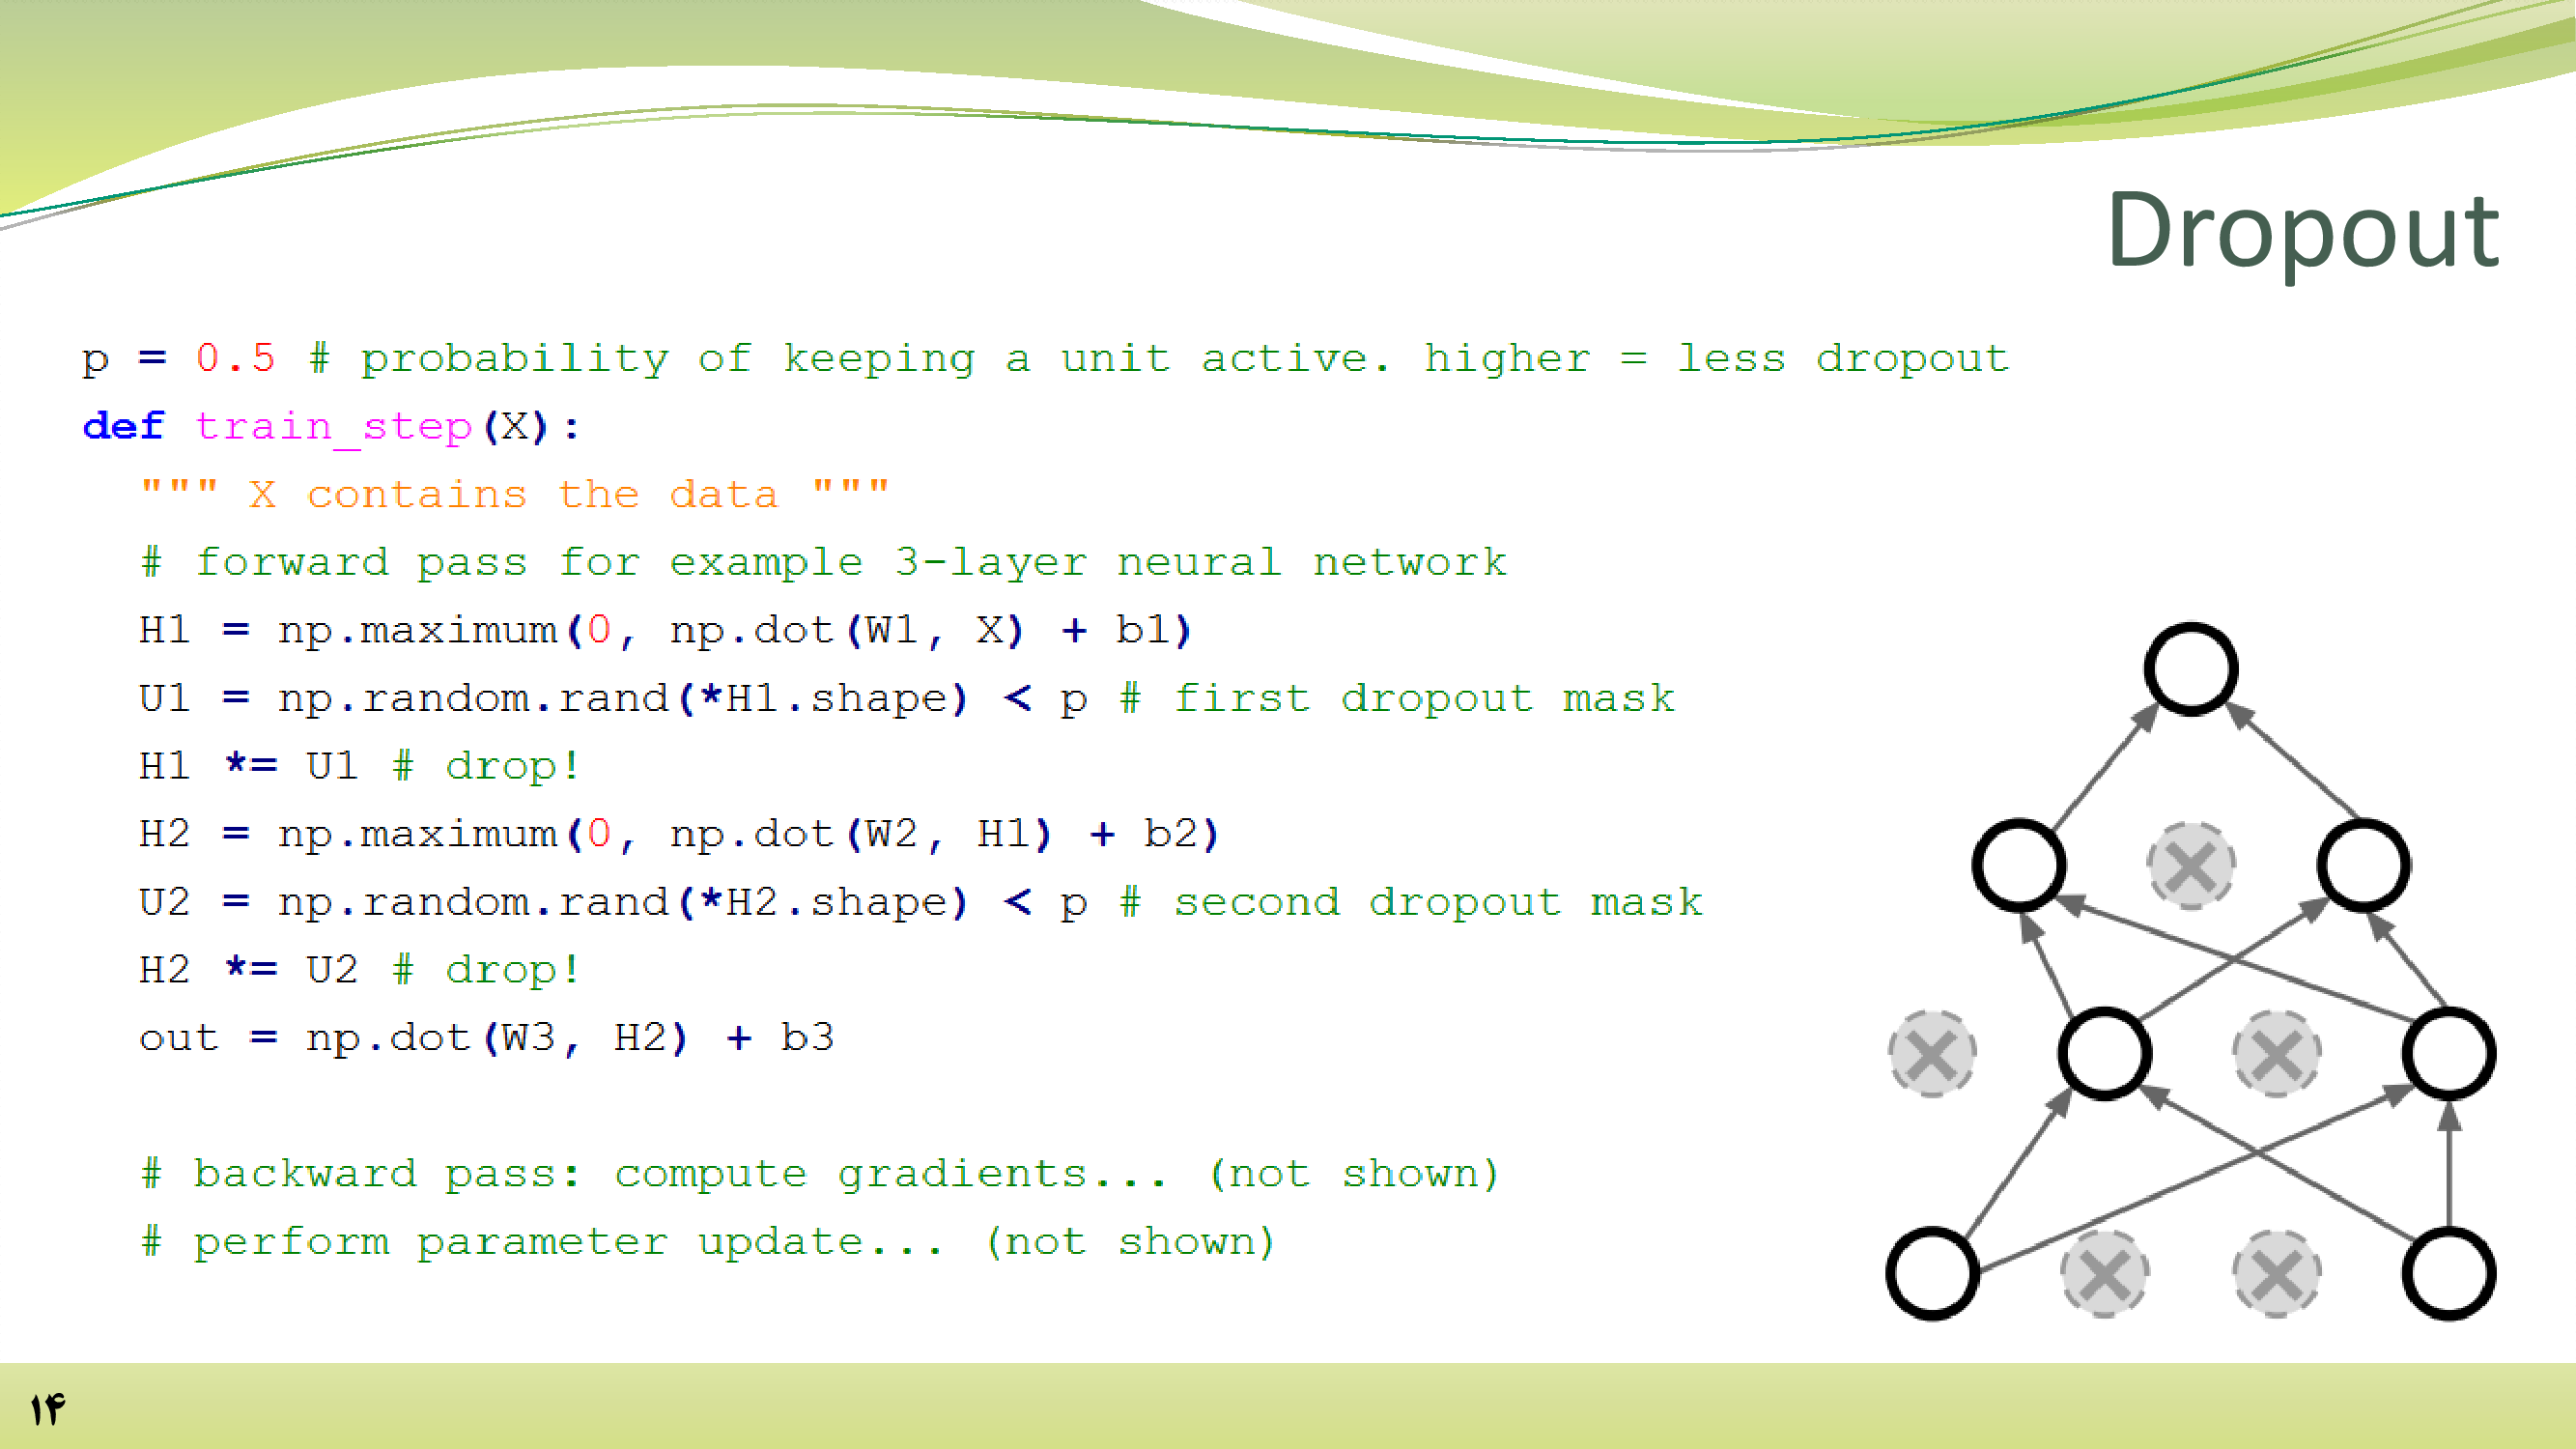 Dropout
p = 0.5 # probability of keeping a unit active. higher = less dropout
def train_step(X):
  """ X contains the data """
  # forward pass for example 3-layer neural network
  H1 = np.maximum(0, np.dot(W1, X) + b1)
  U1 = np.random.rand(*H1.shape) < p # first dropout mask
  H1 *= U1 # drop!
  H2 = np.maximum(0, np.dot(W2, H1) + b2)
  U2 = np.random.rand(*H2.shape) < p # second dropout mask
  H2 *= U2 # drop!
  out = np.dot(W3, H2) + b3
  # backward pass: compute gradients... (not shown)
  # perform parameter update... (not shown)
۱۴